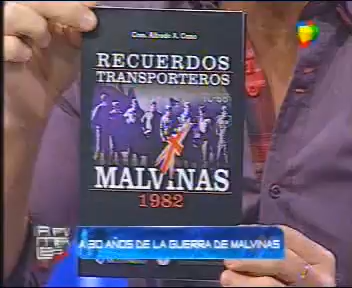 Com. Alfredo A. Cano
RECUERDOS
TRANSPORTEROS
MALVINAS
1982
A 30 AÑOS DE LA GUERRA DE MALVINAS